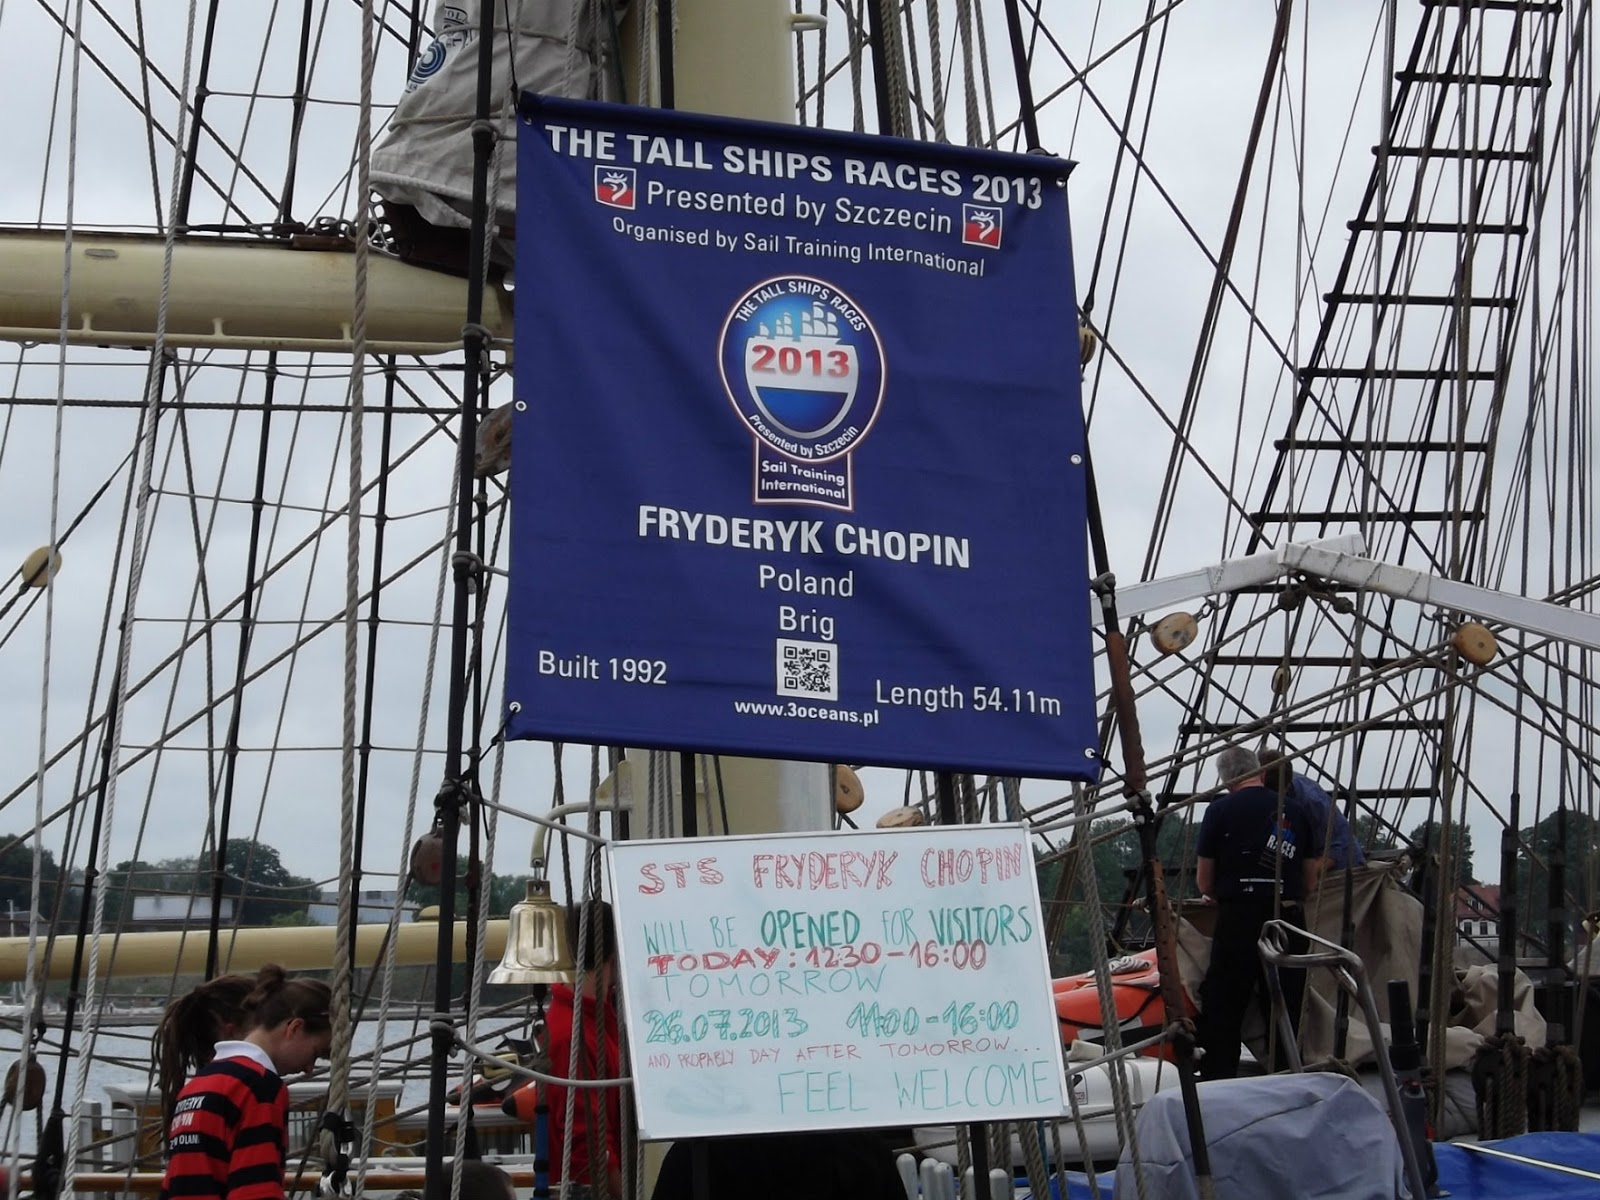 THE TALL SHIPS RACES 2013
Presented by Szczecin
Organised by Sail Training International
THE TALL SHIPS RACES
2013
Presented by Szczecin
Sail Training
International
FRYDERYK CHOPIN
Poland
Brig
Built 1992
Length 54.11m
www.3oceans.pl
STS FRYDERYK CHOPIN
WILL BE OPENED FOR VISITORS
TODAY: 12:30-16:00
TOMORROW
26.07.2013 11:00-16:00
AND PROPABLY DAY AFTER TOMORROW...
FEEL WELCOME
RACES